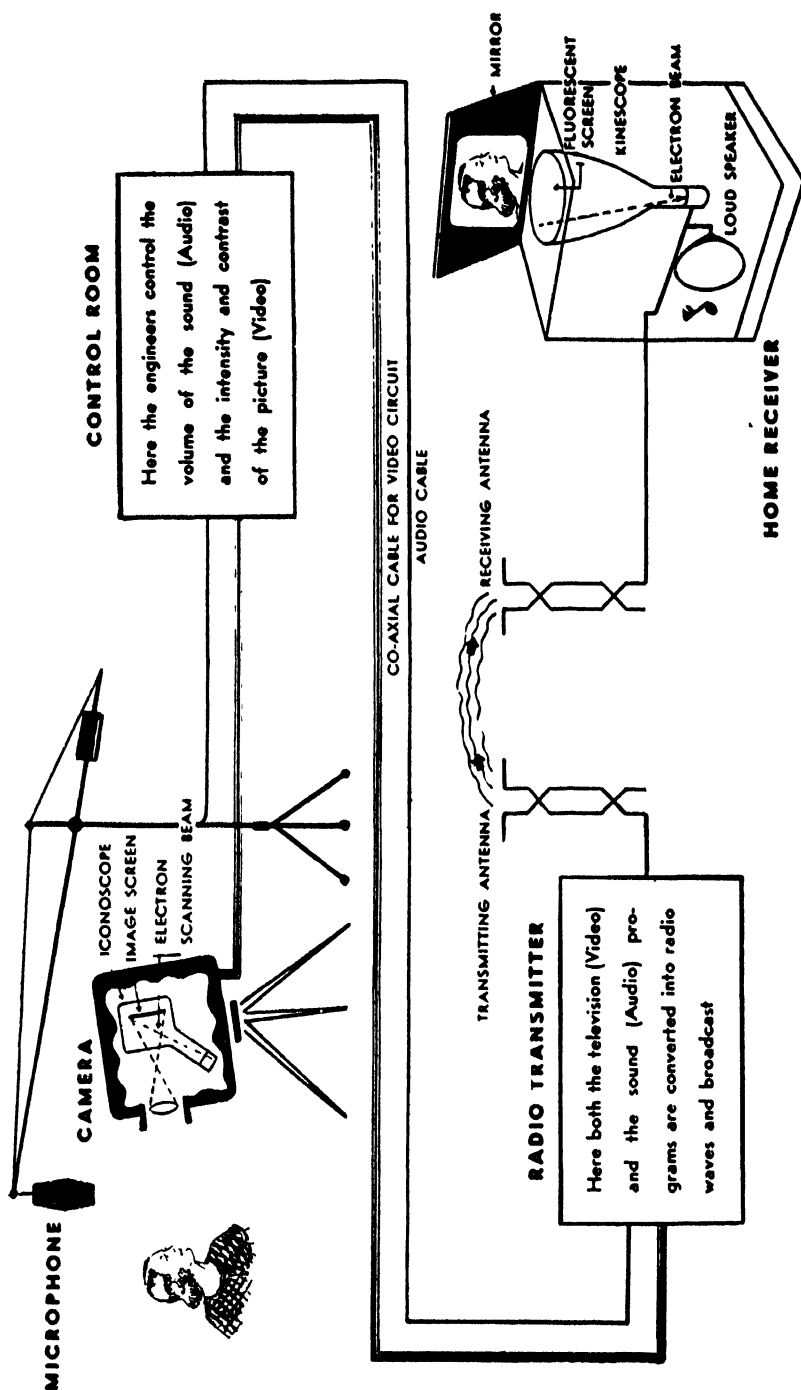 MICROPHONE
CAMERA
ICONOSCOPE
IMAGE SCREEN
ELECTRON
SCANNING BEAM
CONTROL ROOM
Here the engineers control the
volume of the sound (Audio)
and the intensity and contrast
of the picture (Video)
CO-AXIAL CABLE FOR VIDEO CIRCUIT
AUDIO CABLE
TRANSMITTING ANTENNA
RECEIVING ANTENNA
RADIO TRANSMITTER
Here both the television (Video)
and the sound (Audio) pro-
grams are converted into radio
waves and broadcast
MIRROR
FLUORESCENT
SCREEN
KINESCOPE
ELECTRON BEAM
LOUD SPEAKER
HOME RECEIVER